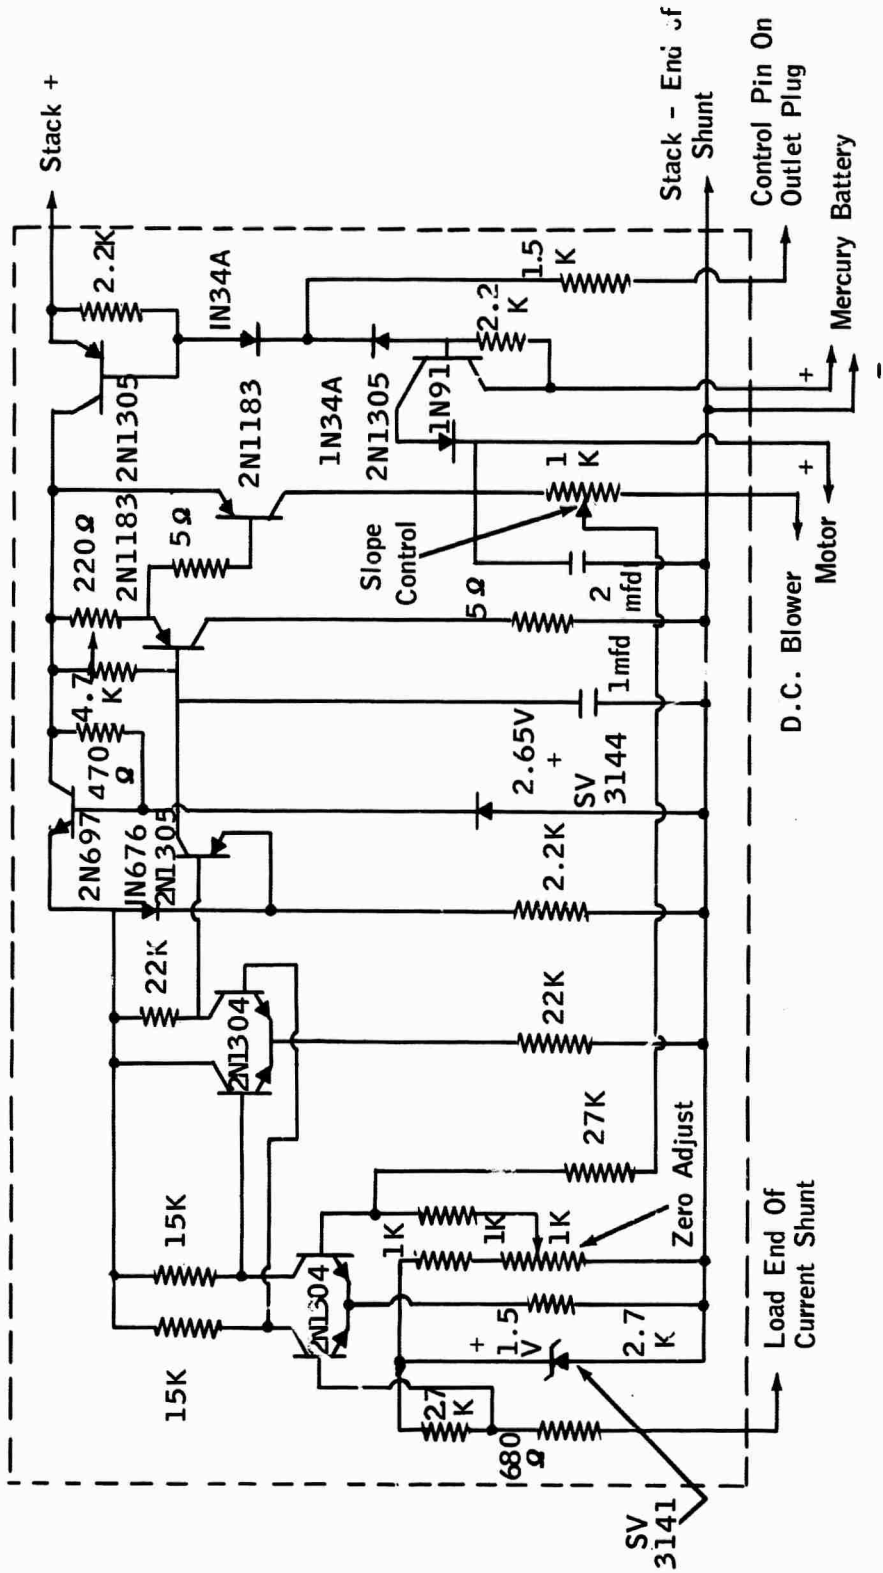 Stack +
Stack - End of
Shunt
Control Pin On
Outlet Plug
Mercury Battery
+
Motor
+
D.C. Blower
Load End Of
Current Shunt
SV
3141
2.2K
2N1305
1N34A
1N34A
1.5
K
2.2
K
2N1305
1N91
2N1183
1
K
Slope
Control
5Ω
220Ω
2N1183
5Ω
2
mfd
4.7
K
1mfd
470
Ω
2N697
2.65V
+
SV
3144
1N676
2N1305
2.2K
22K
2N1304
22K
15K
15K
2N1304
27K
1K
1K
1K
Zero Adjust
+
1.5
V
2.7
K
27
K
680
Ω